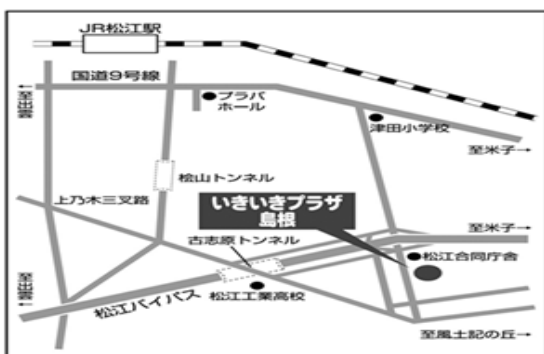 JR松江駅
国道9号線
至出雲
プラバ
ホール
津田小学校
至米子
桧山トンネル
上乃木三叉路
いきいきプラザ
島根
至米子
古志原トンネル
松江合同庁舎
至出雲
松江バイパス
松江工業高校
至風土記の丘